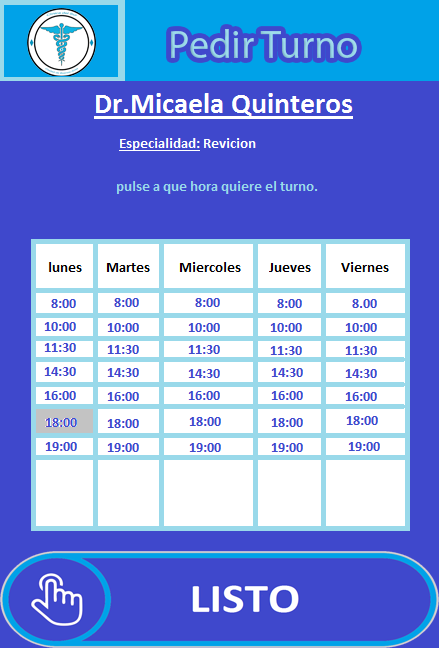 Pedir Turno
Dr.Micaela Quinteros
Especialidad: Revicion
pulse a que hora quiere el turno.
lunes Martes Miercoles Jueves Viernes
8:00 8:00 8:00 8:00 8.00
10:00 10:00 10:00 10:00 10:00
11:30 11:30 11:30 11:30 11:30
14:30 14:30 14:30 14:30 14:30
16:00 16:00 16:00 16:00 16:00
18:00 18:00 18:00 18:00 18:00
19:00 19:00 19:00 19:00 19:00
LISTO